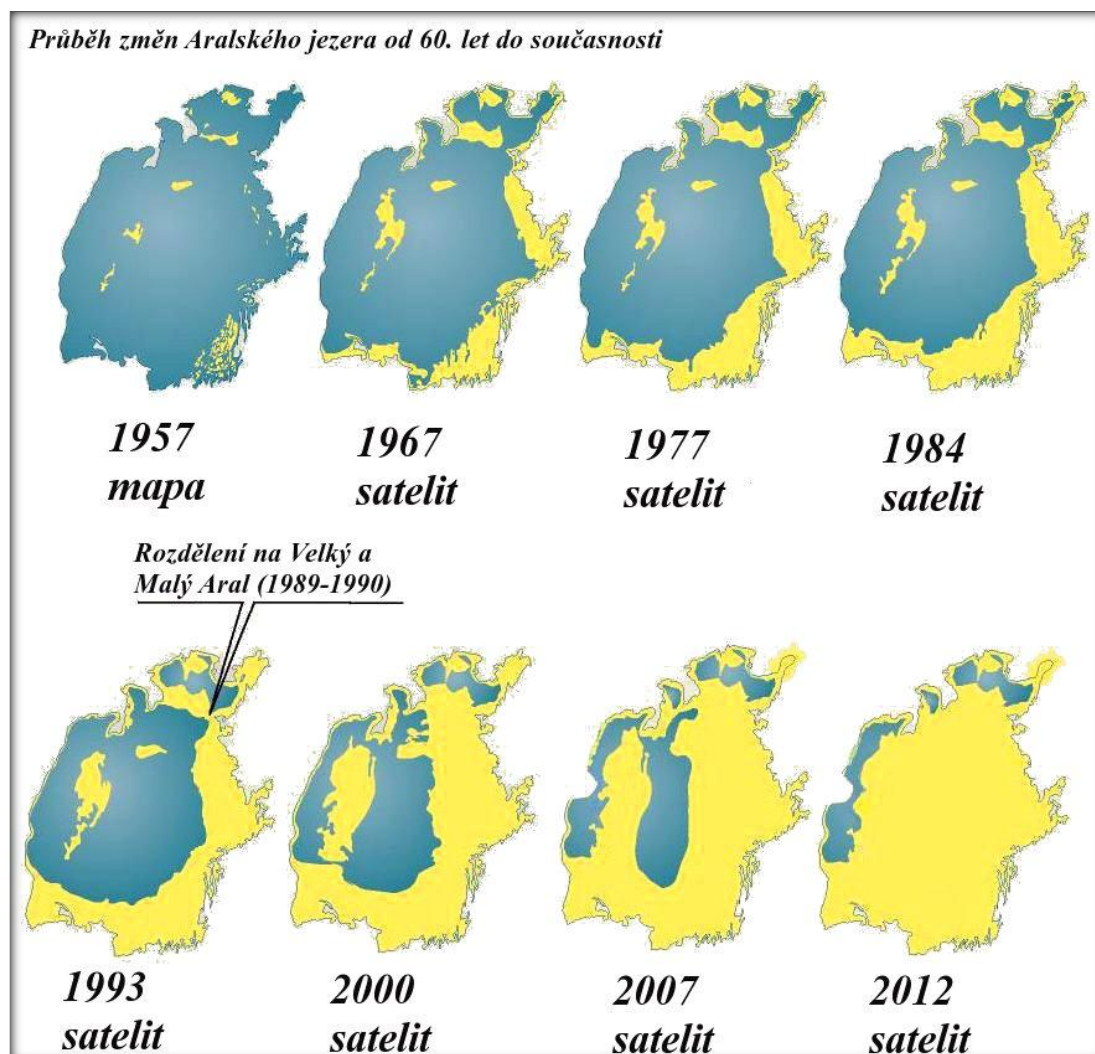 Průběh změn Aralského jezera od 60. let do současnosti
1957
mapa
1967
satelit
1977
satelit
1984
satelit
Rozdělení na Velký a
Malý Aral (1989-1990)
1993
satelit
2000
satelit
2007
satelit
2012
satelit